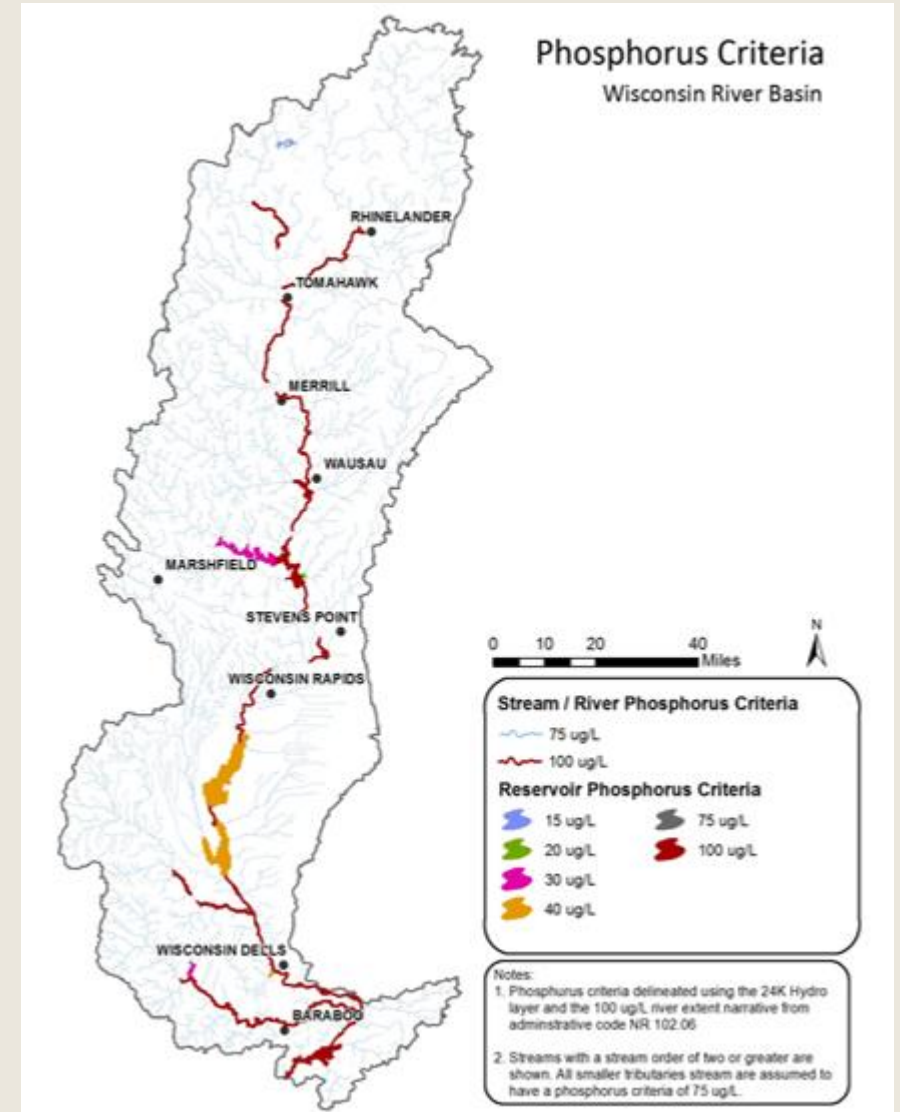 Phosphorus Criteria
Wisconsin River Basin
RHINELANDER
TOMAHAWK
MERRILL
WAUSAU
MARSHFIELD
STEVENS POINT
WISCONSIN RAPIDS
WISCONSIN DELLS
BARABOO
0 10 20 40
Miles
N
Stream / River Phosphorus Criteria
75 ug/L
100 ug/L
Reservoir Phosphorus Criteria
15 ug/L 75 ug/L
20 ug/L 100 ug/L
30 ug/L
40 ug/L
Notes:
1. Phosphorus criteria delineated using the 24K Hydro
layer and the 100 ug/L river extent narrative from
adminstrative code NR 102.06
2. Streams with a stream order of two or greater are
shown. All smaller tributaries stream are assumed to
have a phosphorus criteria of 75 ug/L.